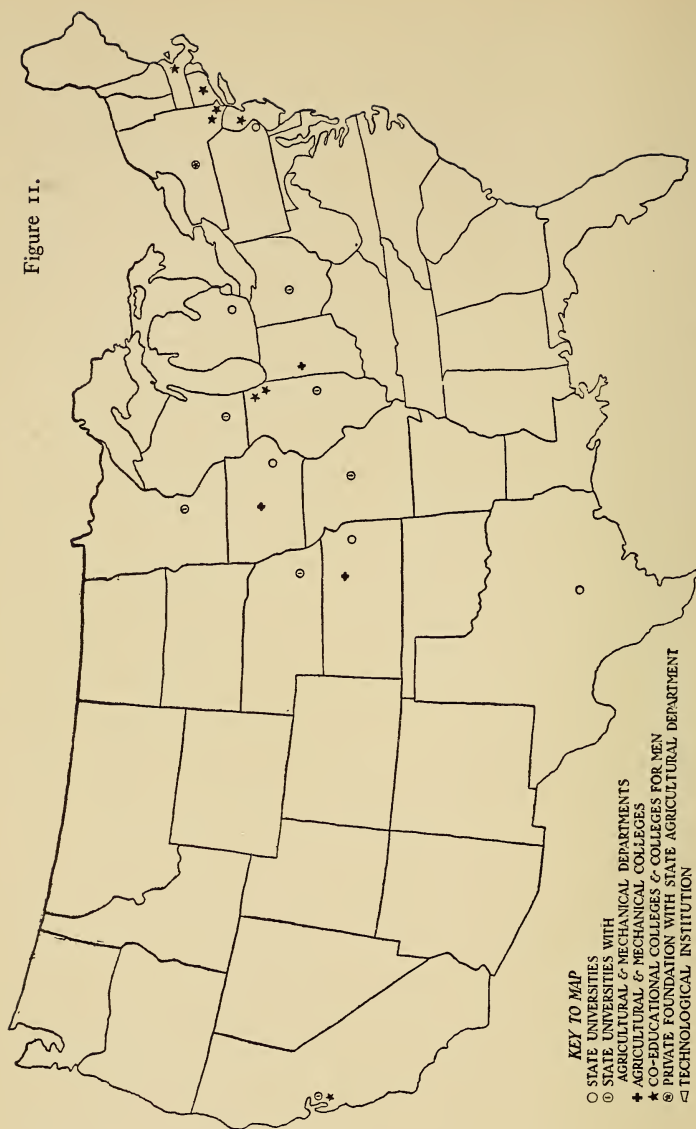 Figure 11.
KEY TO MAP
○ STATE UNIVERSITIES
⊖ STATE UNIVERSITIES WITH
AGRICULTURAL & MECHANICAL DEPARTMENTS
✚ AGRICULTURAL & MECHANICAL COLLEGES
★ CO-EDUCATIONAL COLLEGES & COLLEGES FOR MEN
⍟ PRIVATE FOUNDATION WITH STATE AGRICULTURAL DEPARTMENT
◁ TECHNOLOGICAL INSTITUTION